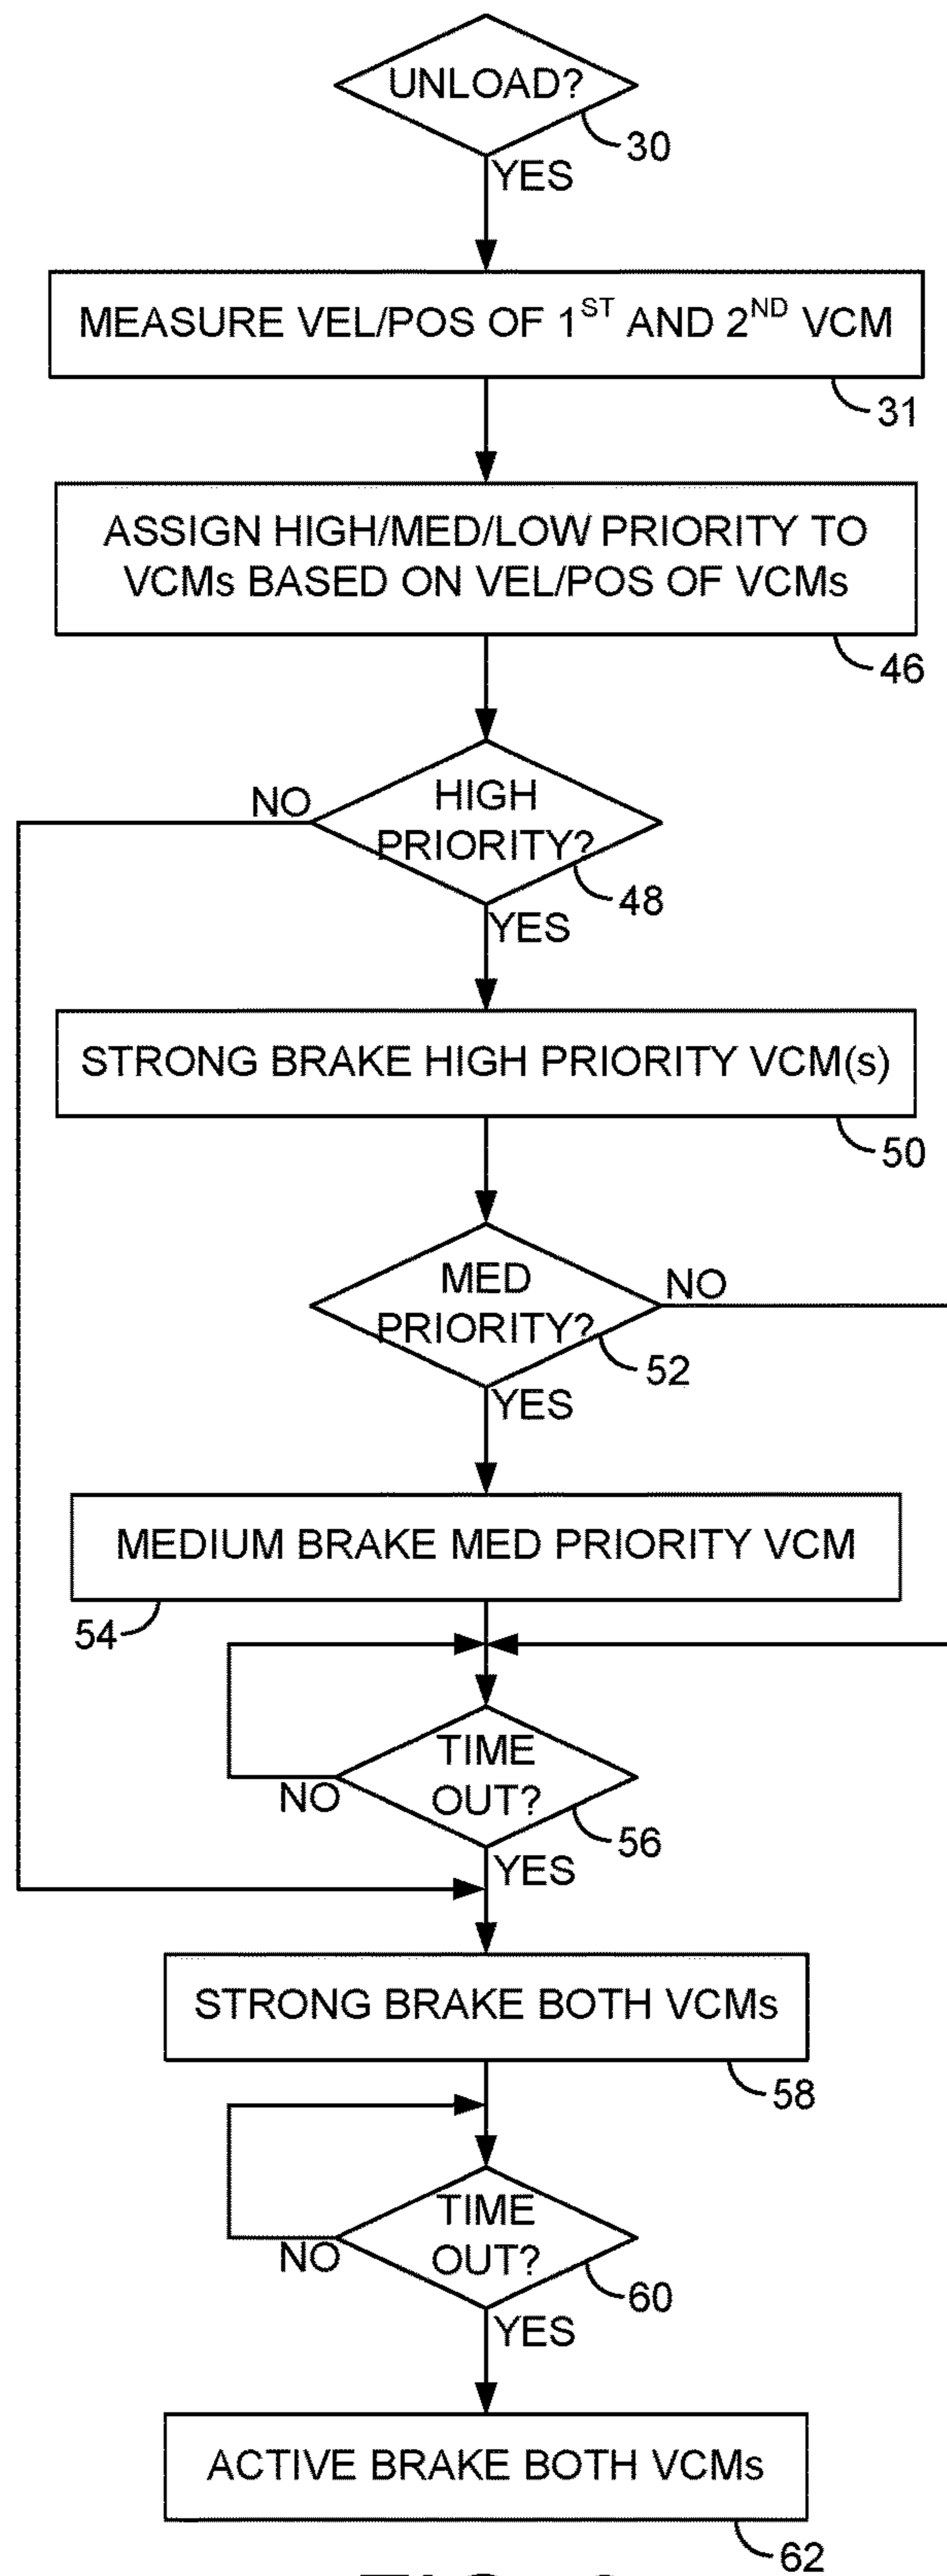 UNLOAD?
30
YES
MEASURE VEL/POS OF 1ST AND 2ND VCM
31
ASSIGN HIGH/MED/LOW PRIORITY TO
VCMs BASED ON VEL/POS OF VCMs
46
NO
HIGH
PRIORITY?
48
YES
STRONG BRAKE HIGH PRIORITY VCM(s)
50
MED
PRIORITY?
NO
52
YES
MEDIUM BRAKE MED PRIORITY VCM
54
TIME
OUT?
NO
56
YES
STRONG BRAKE BOTH VCMs
58
TIME
OUT?
NO
60
YES
ACTIVE BRAKE BOTH VCMs
62